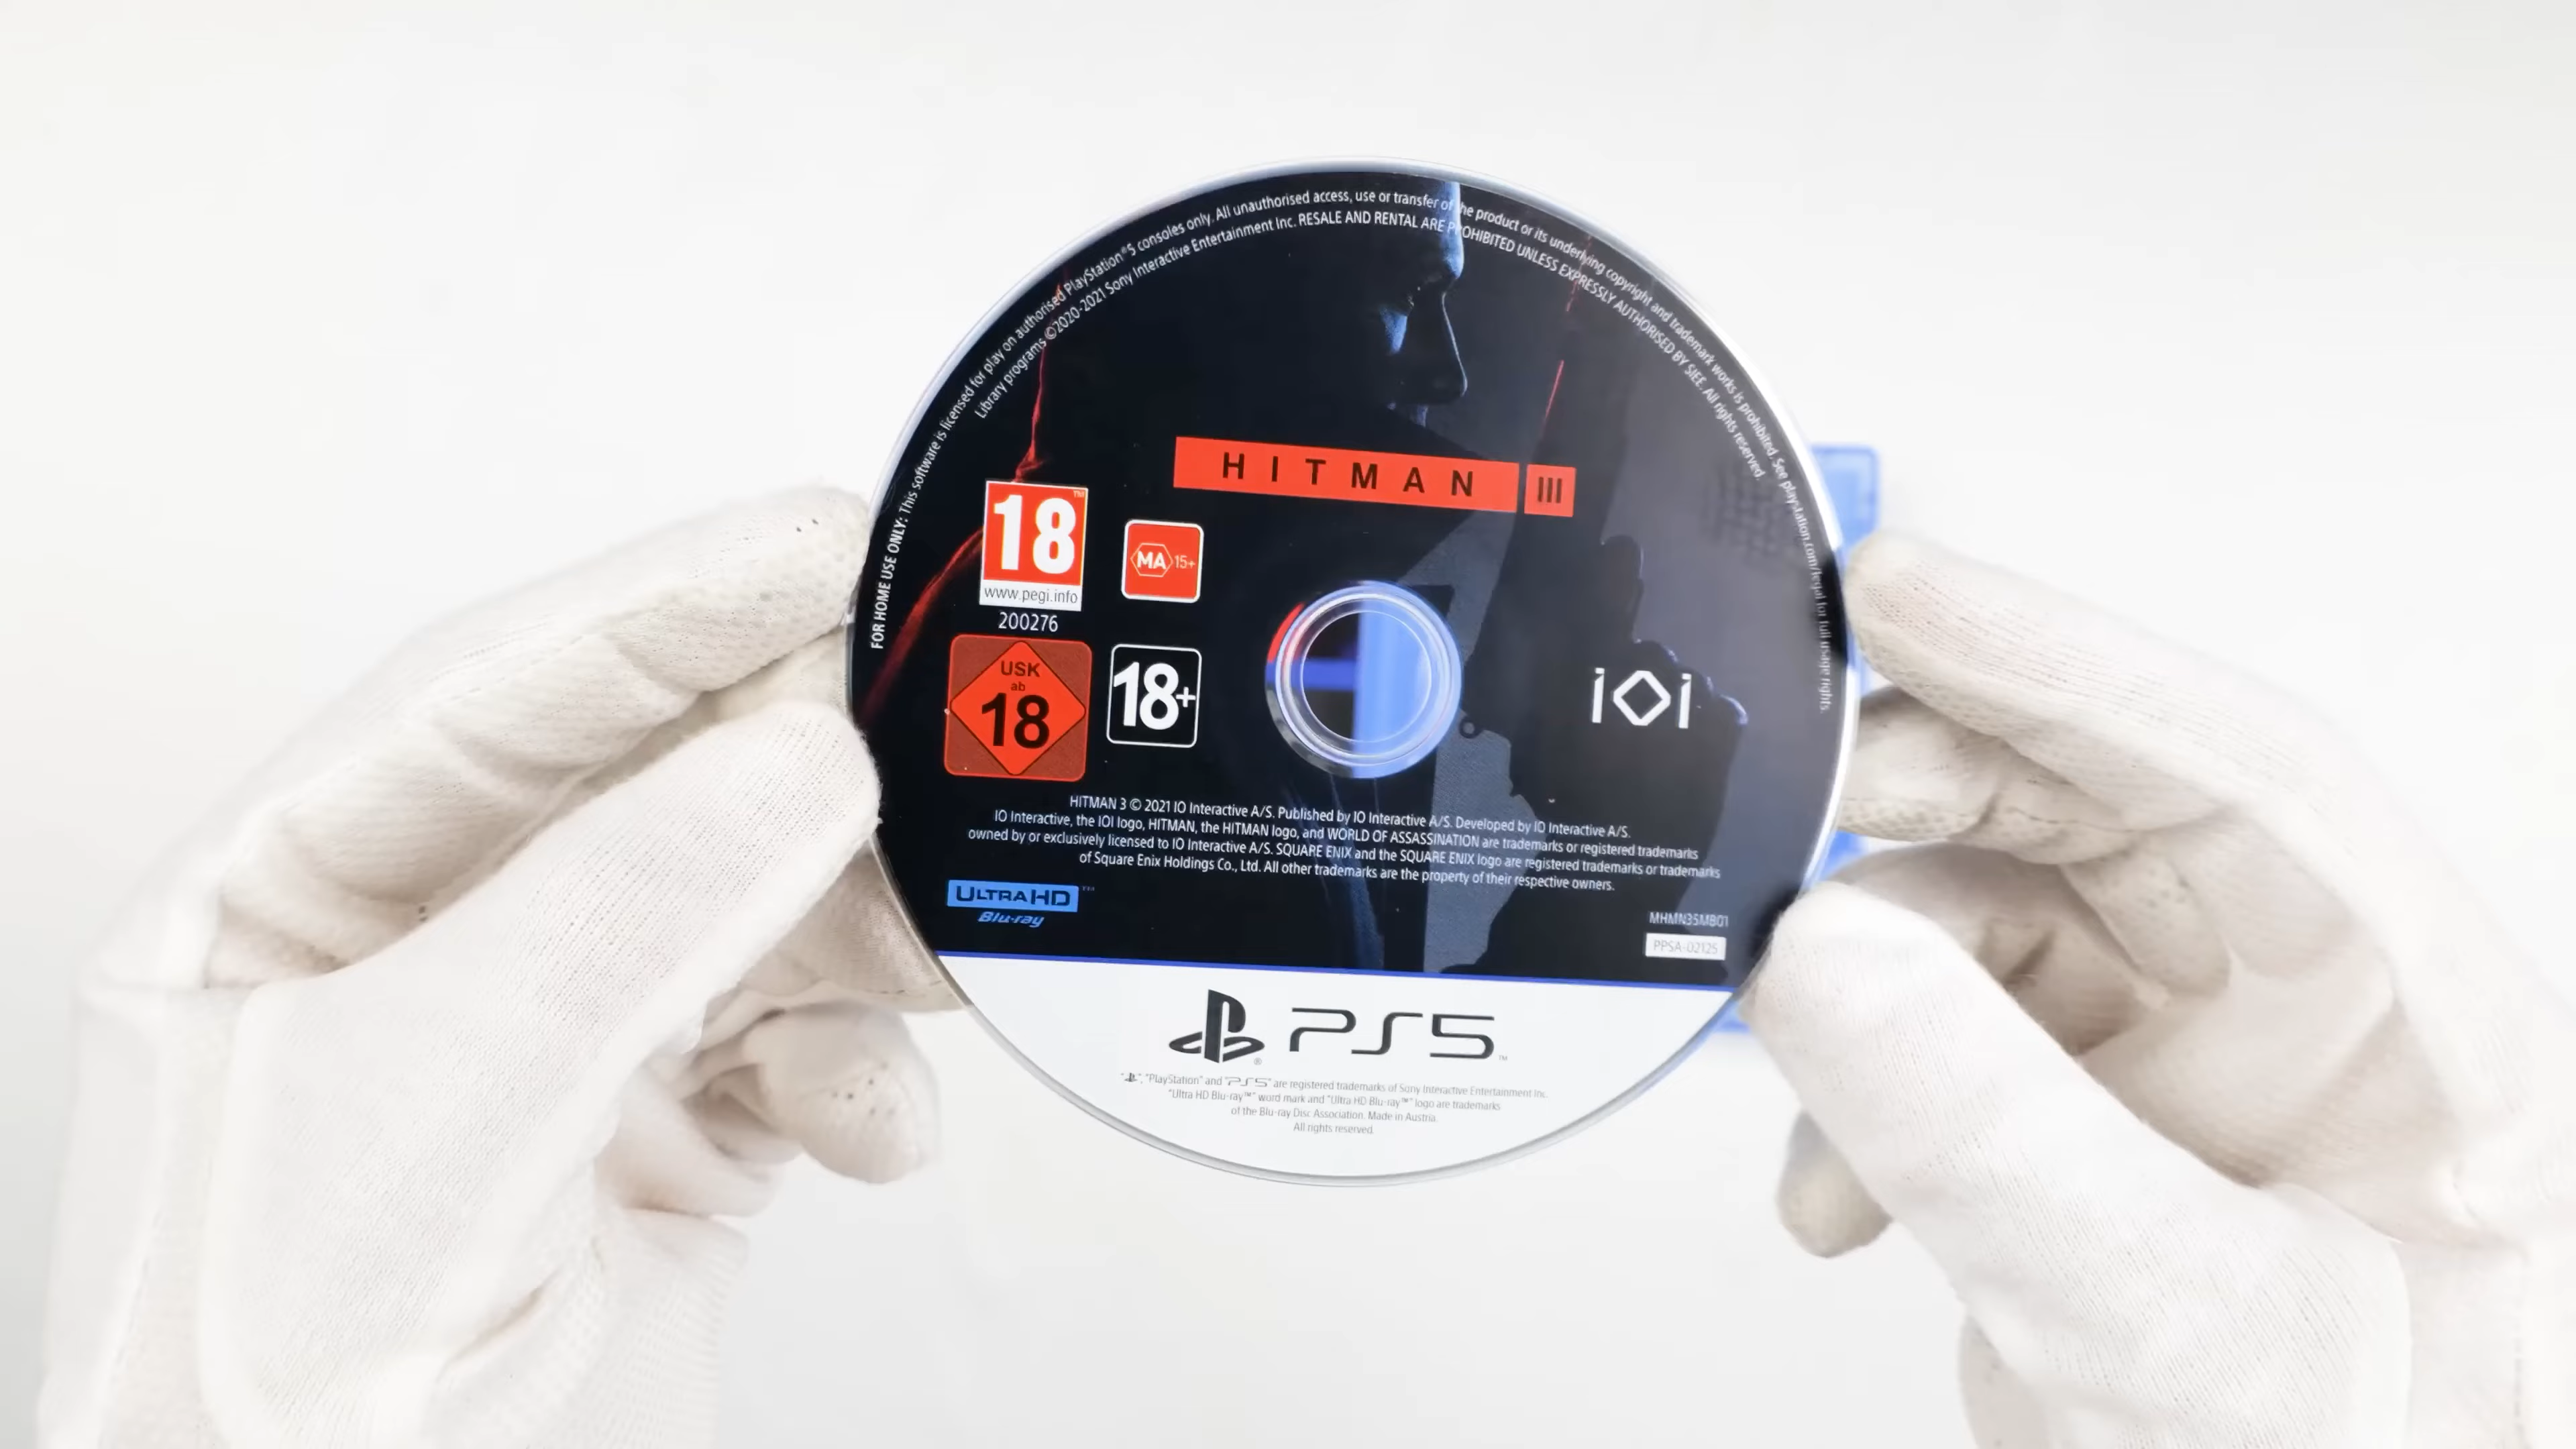 FOR HOME USE ONLY: This software is licensed for play on authorised PlayStation®5 consoles only. All unauthorised access, use or transfer of the product or its underlying copyright and trademark works is prohibited. See playstation.com/legal for full usage rights.
Library programs ©2020-2021 Sony Interactive Entertainment Inc. RESALE AND RENTAL ARE PROHIBITED UNLESS EXPRESSLY AUTHORISED BY SIEE. All rights reserved.
HITMAN III
18™
www.pegi.info
200276
MA 15+
USK
ab
18
18+
iOi
HITMAN 3 © 2021 IO Interactive A/S. Published by IO Interactive A/S. Developed by IO Interactive A/S.
IO Interactive, the IOI logo, HITMAN, the HITMAN logo, and WORLD OF ASSASSINATION are trademarks or registered trademarks
owned by or exclusively licensed to IO Interactive A/S. SQUARE ENIX and the SQUARE ENIX logo are registered trademarks or trademarks
of Square Enix Holdings Co., Ltd. All other trademarks are the property of their respective owners.
ULTRA HD™
Blu-ray
MHMN35MB01
PPSA-02125
PS5™
"PlayStation" and "PS5" are registered trademarks of Sony Interactive Entertainment Inc.
"Ultra HD Blu-ray™" word mark and "Ultra HD Blu-ray™" logo are trademarks
of the Blu-ray Disc Association. Made in Austria.
All rights reserved.